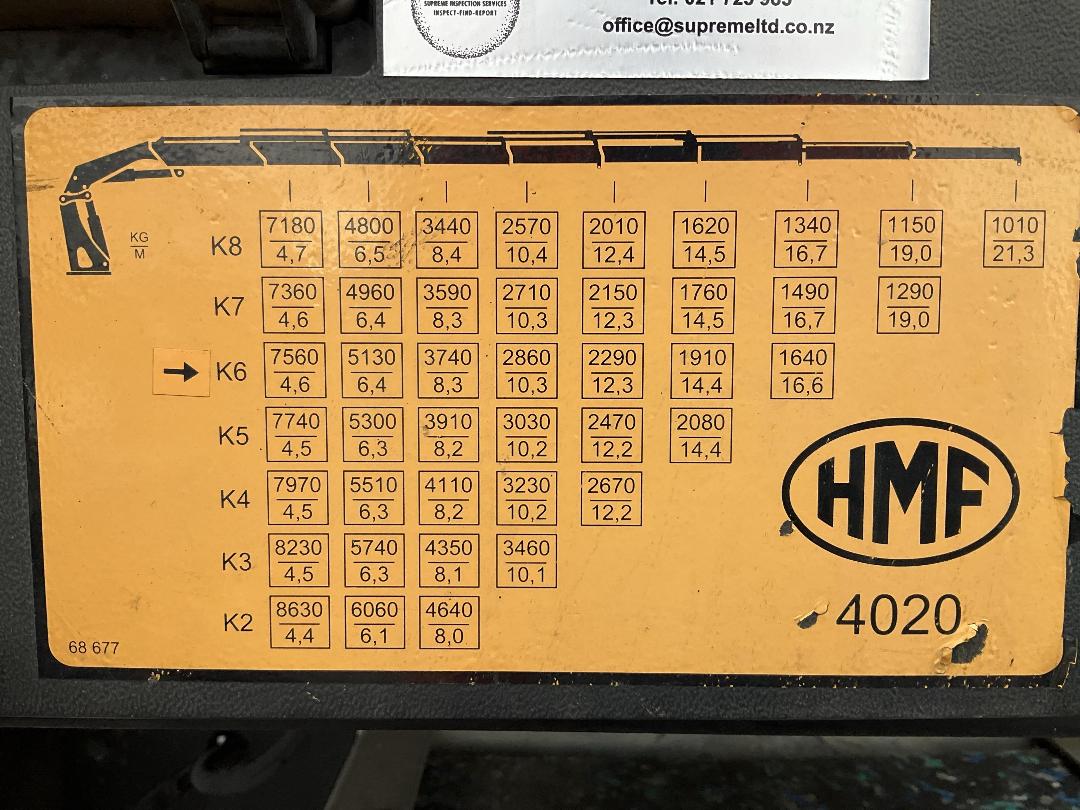 SUPREME INSPECTION SERVICES
INSPECT-FIND-REPORT
office@supremeltd.co.nz
KG
M
K8 7180 4800 3440 2570 2010 1620 1340 1150 1010
4,7 6,5 8,4 10,4 12,4 14,5 16,7 19,0 21,3
K7 7360 4960 3590 2710 2150 1760 1490 1290
4,6 6,4 8,3 10,3 12,3 14,5 16,7 19,0
K6 7560 5130 3740 2860 2290 1910 1640
4,6 6,4 8,3 10,3 12,3 14,4 16,6
K5 7740 5300 3910 3030 2470 2080
4,5 6,3 8,2 10,2 12,2 14,4
K4 7970 5510 4110 3230 2670
4,5 6,3 8,2 10,2 12,2
K3 8230 5740 4350 3460
4,5 6,3 8,1 10,1
K2 8630 6060 4640
4,4 6,1 8,0
HMF
4020
68 677